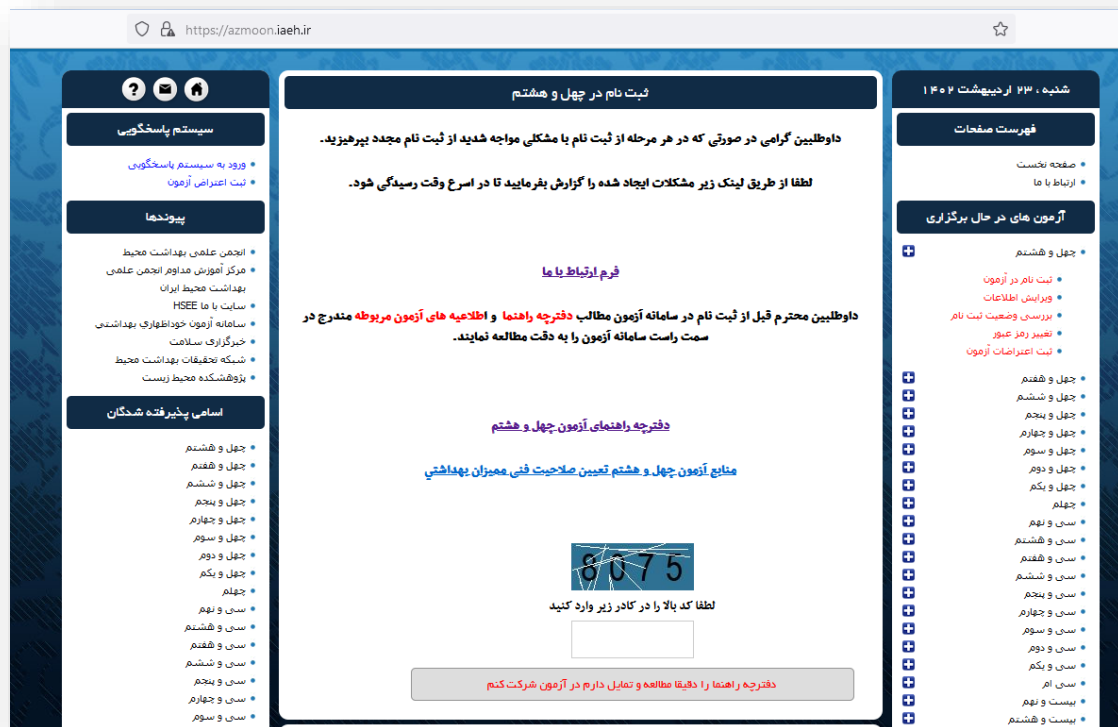 https://azmoon.iaeh.ir
شنبه ، ۲۳ اردیبهشت ۱۴۰۲
فهرست صفحات
صفحه نخست
ارتباط با ما
آزمون های در حال برگزاری
چهل و هشتم
ثبت نام در آزمون
ویرایش اطلاعات
بررسی وضعیت ثبت نام
تغییر رمز عبور
ثبت اعتراضات آزمون
چهل و هفتم
چهل و ششم
چهل و پنجم
چهل و چهارم
چهل و سوم
چهل و دوم
چهل و یکم
چهلم
سی و نهم
سی و هشتم
سی و هفتم
سی و ششم
سی و پنجم
سی و چهارم
سی و سوم
سی و دوم
سی و یکم
سی ام
بیست و نهم
بیست و هشتم
ثبت نام در چهل و هشتم
داوطلبین گرامی در صورتی که در هر مرحله از ثبت نام با مشکلی مواجه شدید از ثبت نام مجدد بپرهیزید.
لطفا از طریق لینک زیر مشکلات ایجاد شده را گزارش بفرمایید تا در اسرع وقت رسیدگی شود.
فرم ارتباط با ما
داوطلبین محترم قبل از ثبت نام در سامانه آزمون مطالب دفترچه راهنما و اطلاعیه های آزمون مربوطه مندرج در
سمت راست سامانه آزمون را به دقت مطالعه نمایند.
دفترچه راهنمای آزمون چهل و هشتم
منابع آزمون چهل و هشتم تعیین صلاحیت فنی ممیزان بهداشتي
8075
لطفا کد بالا را در کادر زیر وارد کنید
دفترچه راهنما را دقیقا مطالعه و تمایل دارم در آزمون شرکت کنم
?
سیستم پاسخگویی
ورود به سیستم پاسخگویی
ثبت اعتراض آزمون
پیوندها
انجمن علمی بهداشت محیط
مرکز آموزش مداوم انجمن علمی
بهداشت محیط ایران
سایت با ما HSEE
سامانه آزمون خوداظهاري بهداشتي
خبرگزاری سلامت
شبکه تحقیقات بهداشت محیط
پژوهشکده محیط زیست
اسامی پذیرفته شدگان
چهل و هشتم
چهل و هفتم
چهل و ششم
چهل و پنجم
چهل و چهارم
چهل و سوم
چهل و دوم
چهل و یکم
چهلم
سی و نهم
سی و هشتم
سی و هفتم
سی و ششم
سی و پنجم
سی و چهارم
سی و سوم